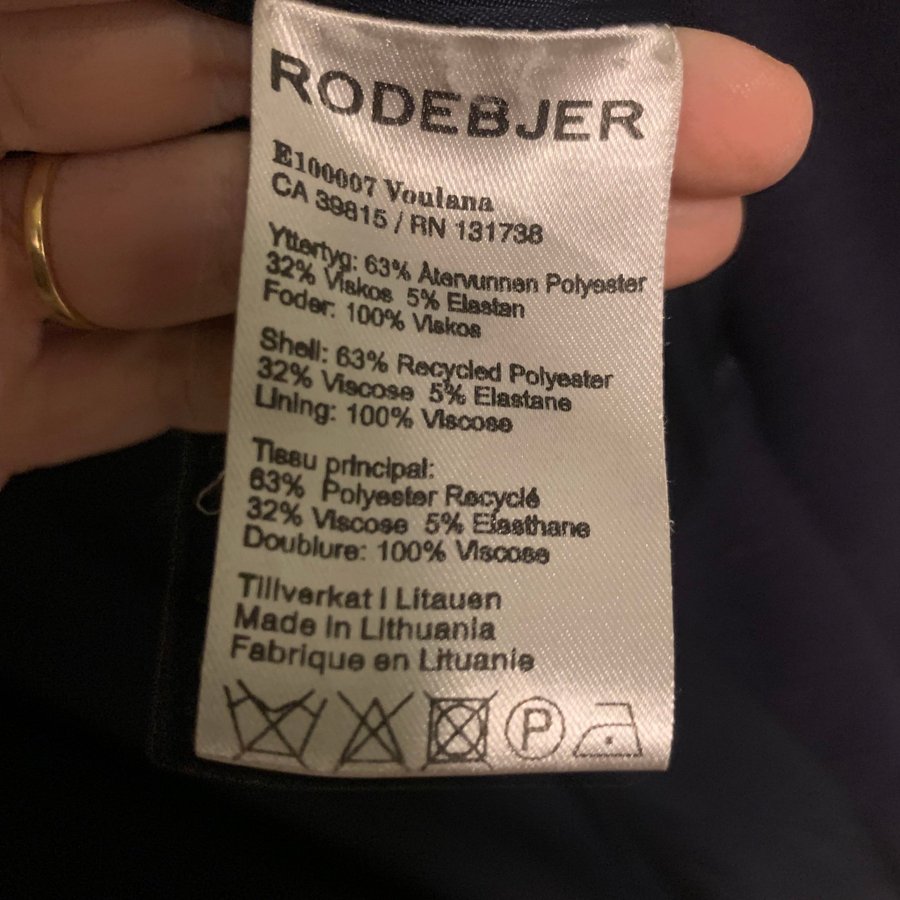 RODEBJER
E100007 Voulana
CA 39815 / RN 131738
Yttertyg: 63% Återvunnen Polyester
32% Viskos 5% Elastan
Foder: 100% Viskos
Shell: 63% Recycled Polyester
32% Viscose 5% Elastane
Lining: 100% Viscose
Tissu principal:
63% Polyester Recyclé
32% Viscose 5% Elasthane
Doublure: 100% Viscose
Tillverkat i Litauen
Made in Lithuania
Fabrique en Lituanie
P